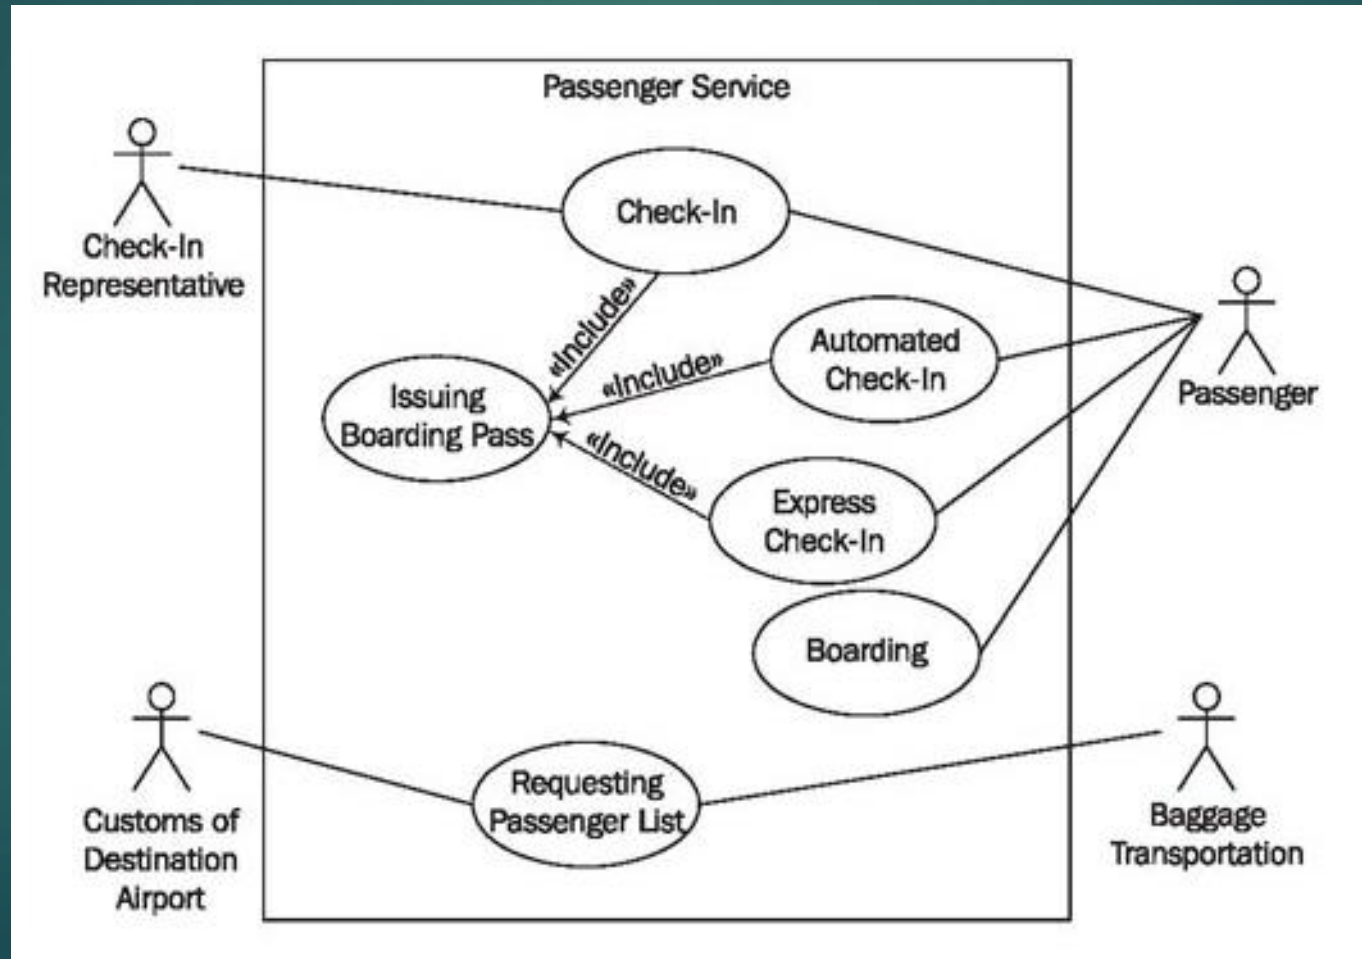 Passenger Service
Check-In
Representative
Check-In
«Include»
Automated
Check-In
Passenger
«Include»
Issuing
Boarding Pass
«Include»
Express
Check-In
Boarding
Customs of
Destination
Airport
Requesting
Passenger List
Baggage
Transportation